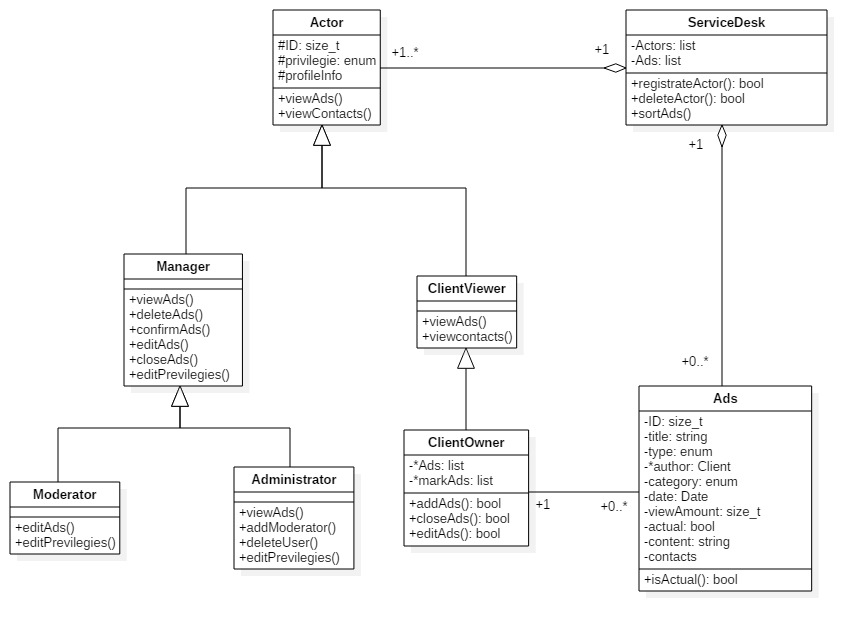 Actor
#ID: size_t
#privilegie: enum
#profileInfo
+viewAds()
+viewContacts()
+1..*
+1
ServiceDesk
-Actors: list
-Ads: list
+registrateActor(): bool
+deleteActor(): bool
+sortAds()
+1
Manager
+viewAds()
+deleteAds()
+confirmAds()
+editAds()
+closeAds()
+editPrevilegies()
ClientViewer
+viewAds()
+viewcontacts()
+0..*
Moderator
+editAds()
+editPrevilegies()
Administrator
+viewAds()
+addModerator()
+deleteUser()
+editPrevilegies()
ClientOwner
-*Ads: list
-*markAds: list
+addAds(): bool
+closeAds(): bool
+editAds(): bool
+1
+0..*
Ads
-ID: size_t
-title: string
-type: enum
-*author: Client
-category: enum
-date: Date
-viewAmount: size_t
-actual: bool
-content: string
-contacts
+isActual(): bool